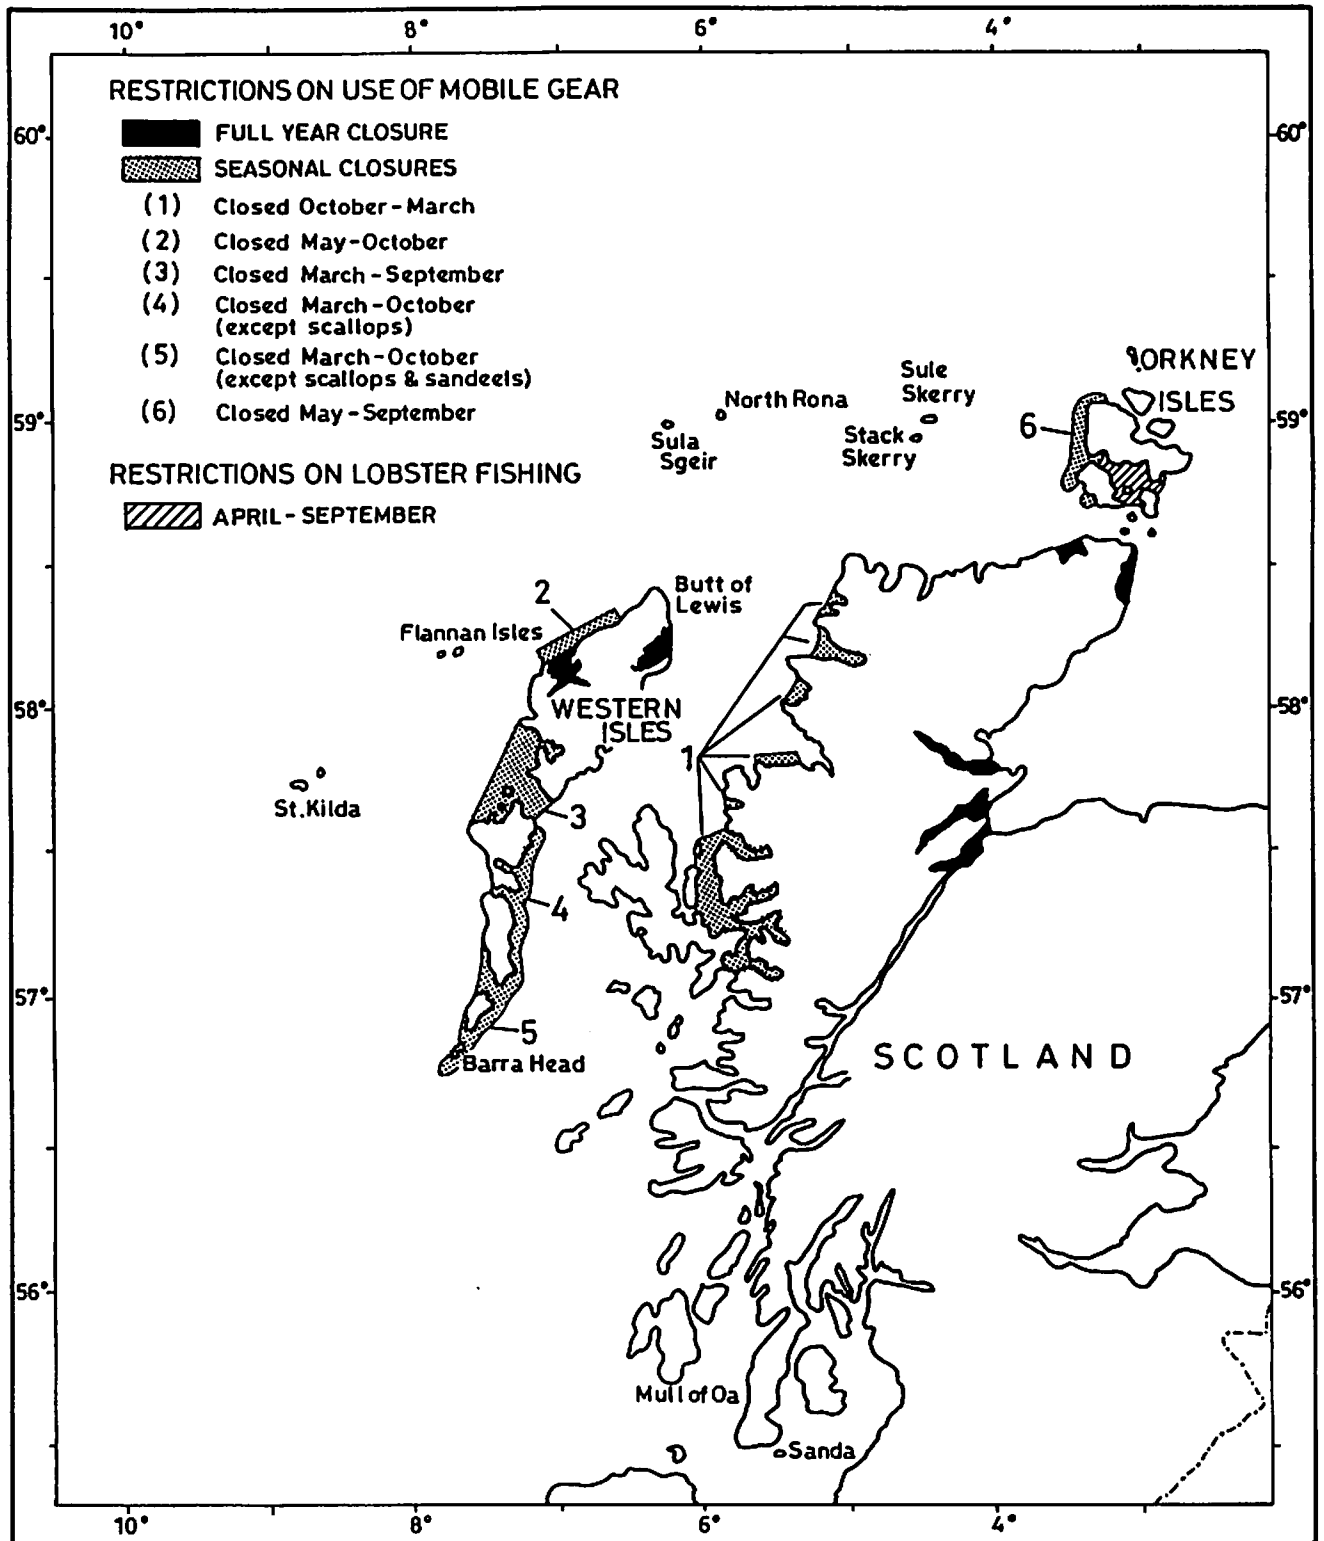 10° 8° 6° 4°
RESTRICTIONS ON USE OF MOBILE GEAR
FULL YEAR CLOSURE
60° 60°
SEASONAL CLOSURES
(1) Closed October-March
(2) Closed May-October
(3) Closed March-September
(4) Closed March-October
(except scallops)
(5) Closed March-October
(except scallops & sandeels)
(6) Closed May-September
RESTRICTIONS ON LOBSTER FISHING
APRIL-SEPTEMBER
ORKNEY
ISLES
Sule
Skerry
North Rona
59° 59°
6
Sula
Sgeir
Stack
Skerry
Butt of
Lewis
2
Flannan Isles
58° 58°
WESTERN
ISLES
1
St.Kilda
3
4
57° 57°
5
Barra Head
SCOTLAND
56° 56°
Mull of Oa
Sanda
10° 8° 6° 4°